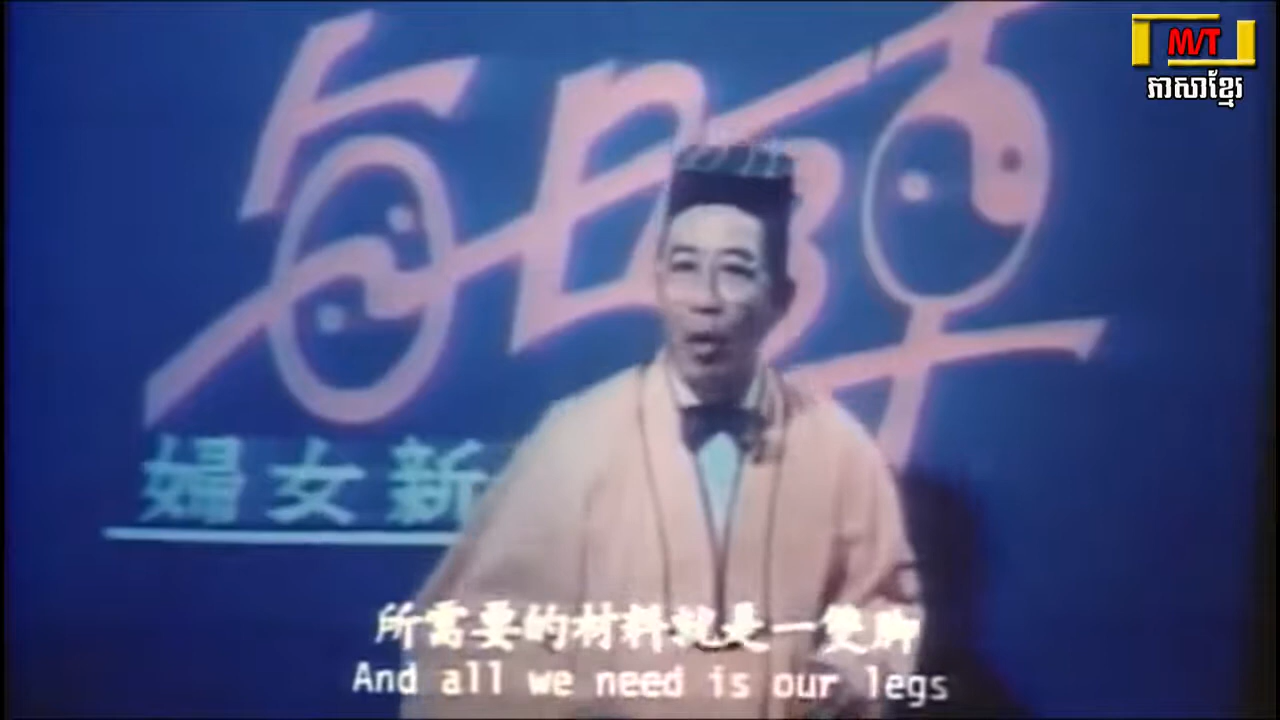 M/T
ភាសាខ្មែរ
婦女新
所需要的材料就是一雙脚
And all we need is our legs